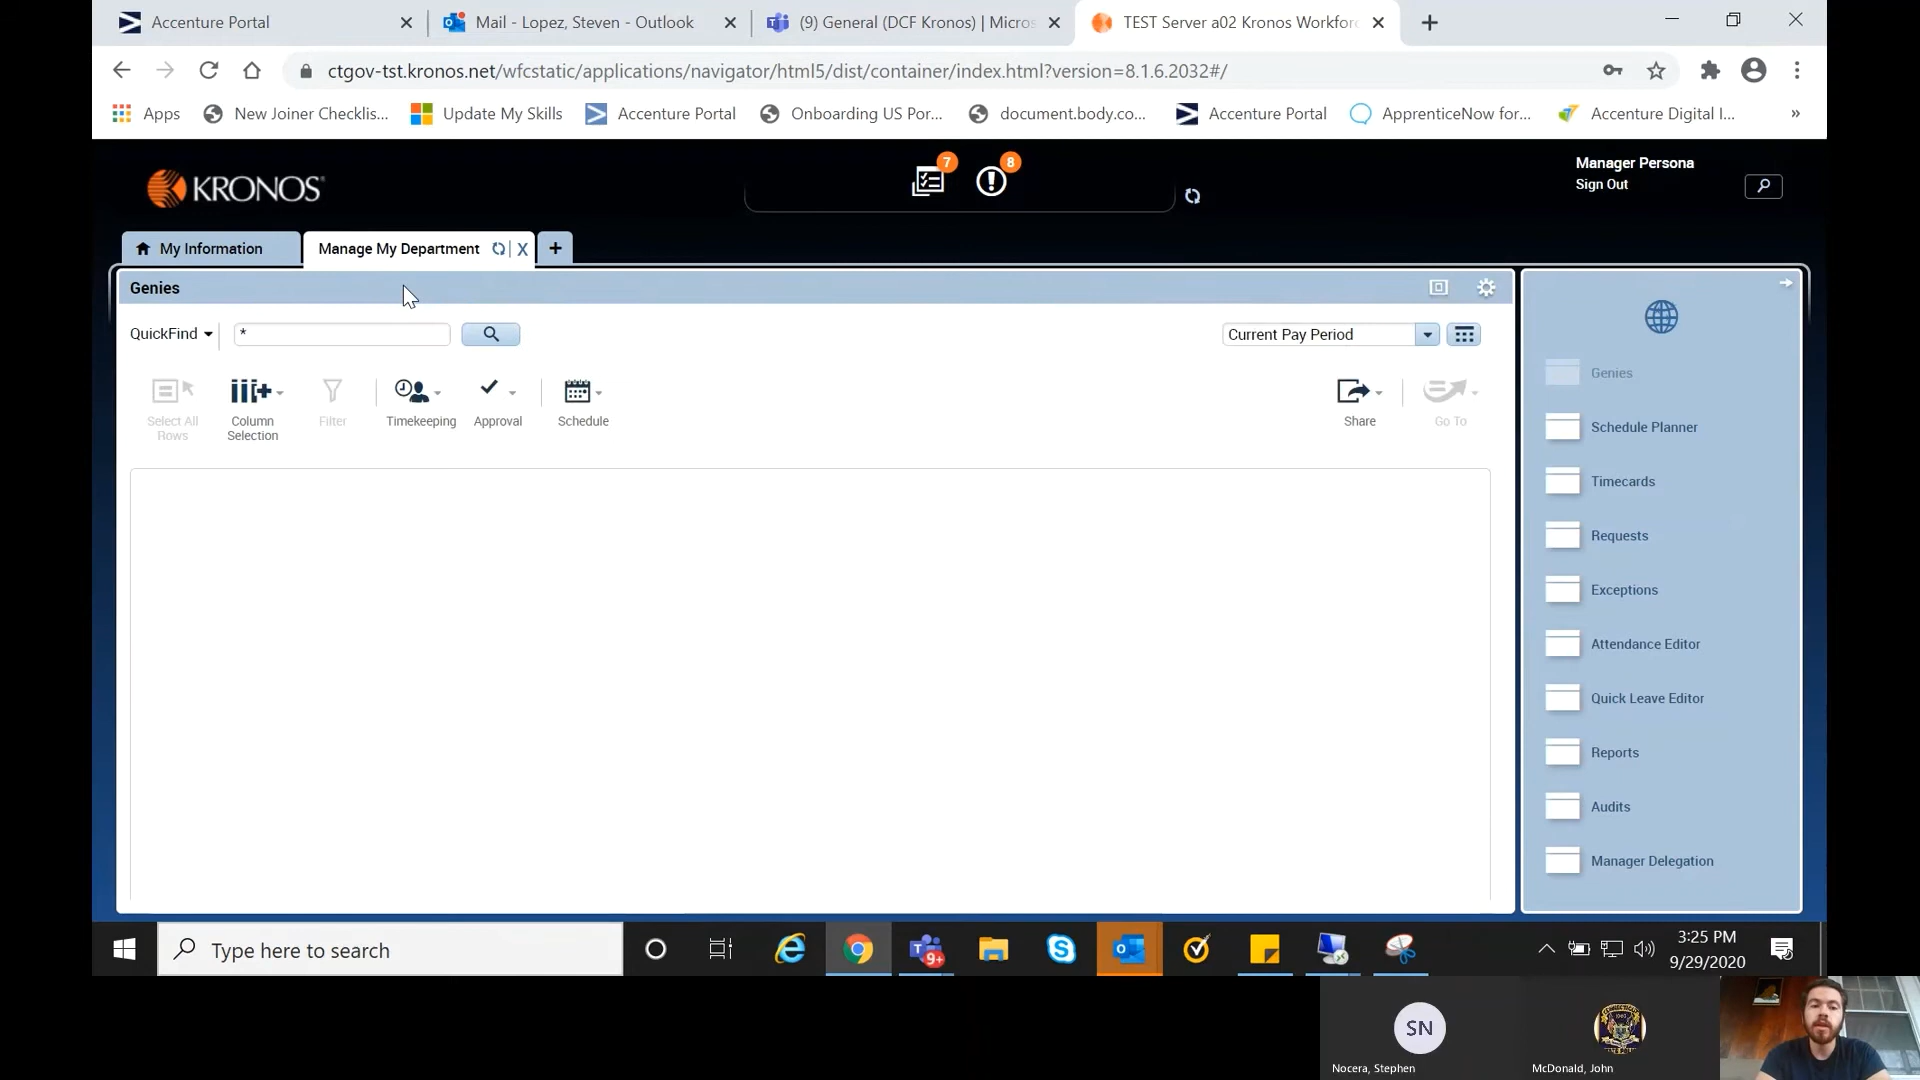 Accenture Portal
Mail - Lopez, Steven - Outlook
(9) General (DCF Kronos) | Micros
TEST Server a02 Kronos Workforc
ctgov-tst.kronos.net/wfcstatic/applications/navigator/html5/dist/container/index.html?version=8.1.6.2032#/
Apps
New Joiner Checklis...
Update My Skills
Accenture Portal
Onboarding US Por...
document.body.co...
Accenture Portal
ApprenticeNow for...
Accenture Digital I...
»
KRONOS
7
8
Manager Persona
Sign Out
My Information
Manage My Department
X
+
Genies
QuickFind
*
Current Pay Period
Select All
Rows
Column
Selection
Filter
Timekeeping
Approval
Schedule
Share
Go To
Genies
Schedule Planner
Timecards
Requests
Exceptions
Attendance Editor
Quick Leave Editor
Reports
Audits
Manager Delegation
Type here to search
9+
3:25 PM
9/29/2020
SN
Nocera, Stephen
McDonald, John